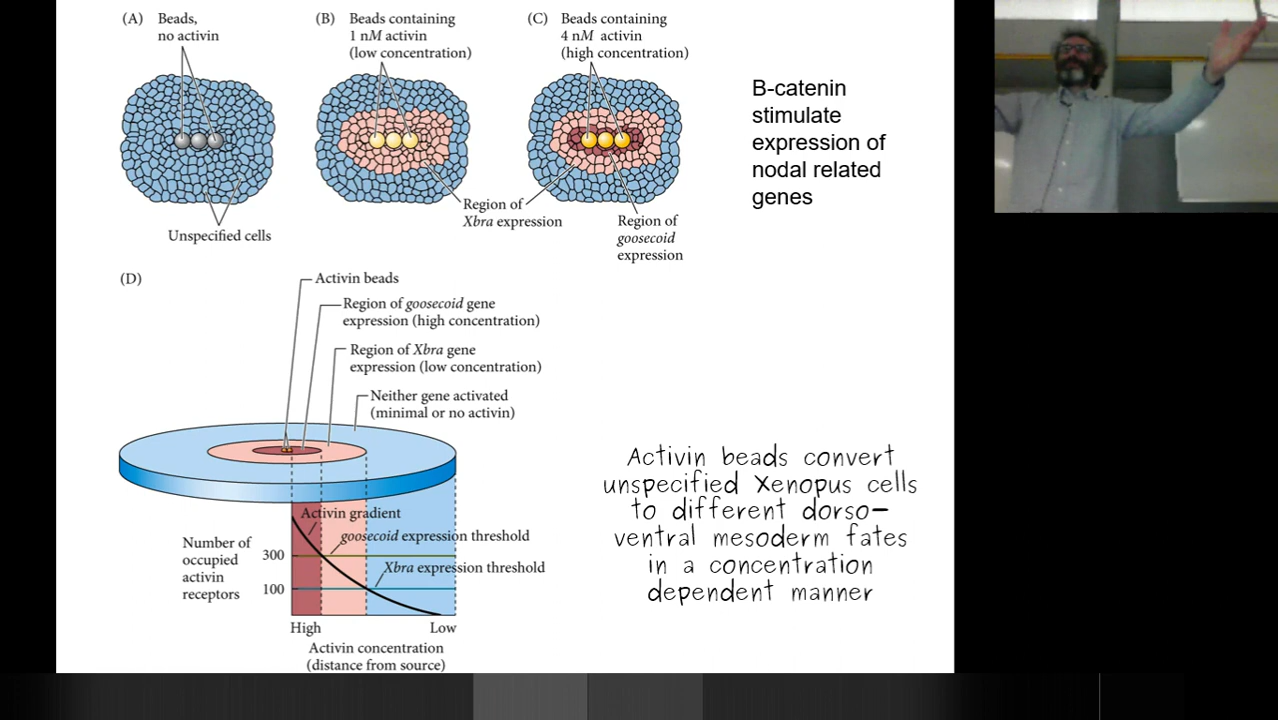 (A) Beads,
no activin
(B) Beads containing
1 nM activin
(low concentration)
(C) Beads containing
4 nM activin
(high concentration)
Unspecified cells
Region of
Xbra expression
Region of
goosecoid
expression
B-catenin
stimulate
expression of
nodal related
genes
(D)
Activin beads
Region of goosecoid gene
expression (high concentration)
Region of Xbra gene
expression (low concentration)
Neither gene activated
(minimal or no activin)
Activin gradient
goosecoid expression threshold
Xbra expression threshold
Number of
occupied
activin
receptors
300
100
High
Low
Activin concentration
(distance from source)
Activin beads convert
unspecified Xenopus cells
to different dorso-
ventral mesoderm fates
in a concentration
dependent manner